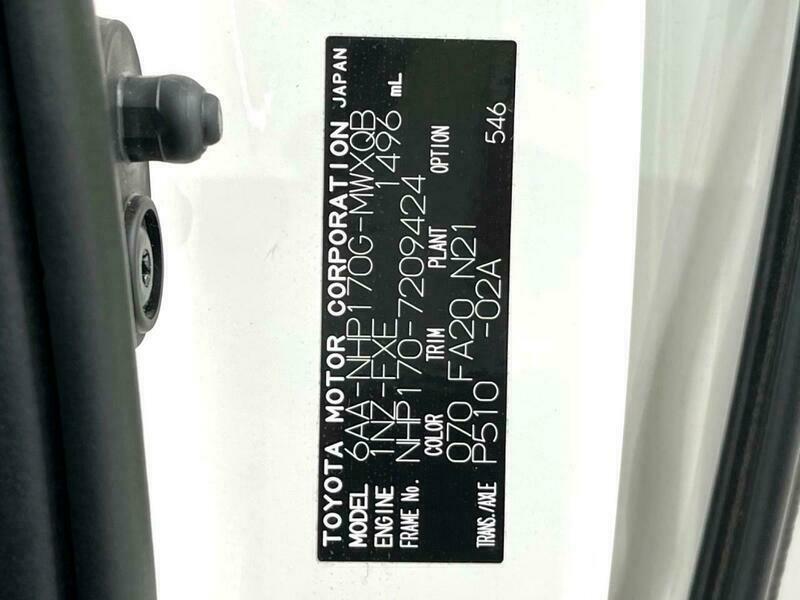 TOYOTA MOTOR CORPORATION JAPAN
MODEL 6AA-NHP170G-MWXQB
ENGINE 1NZ-FXE 1496 mL
FRAME No. NHP170-7209424
COLOR TRIM PLANT OPTION
070 FA20 N21
TRANS./AXLE P510 -02A 546